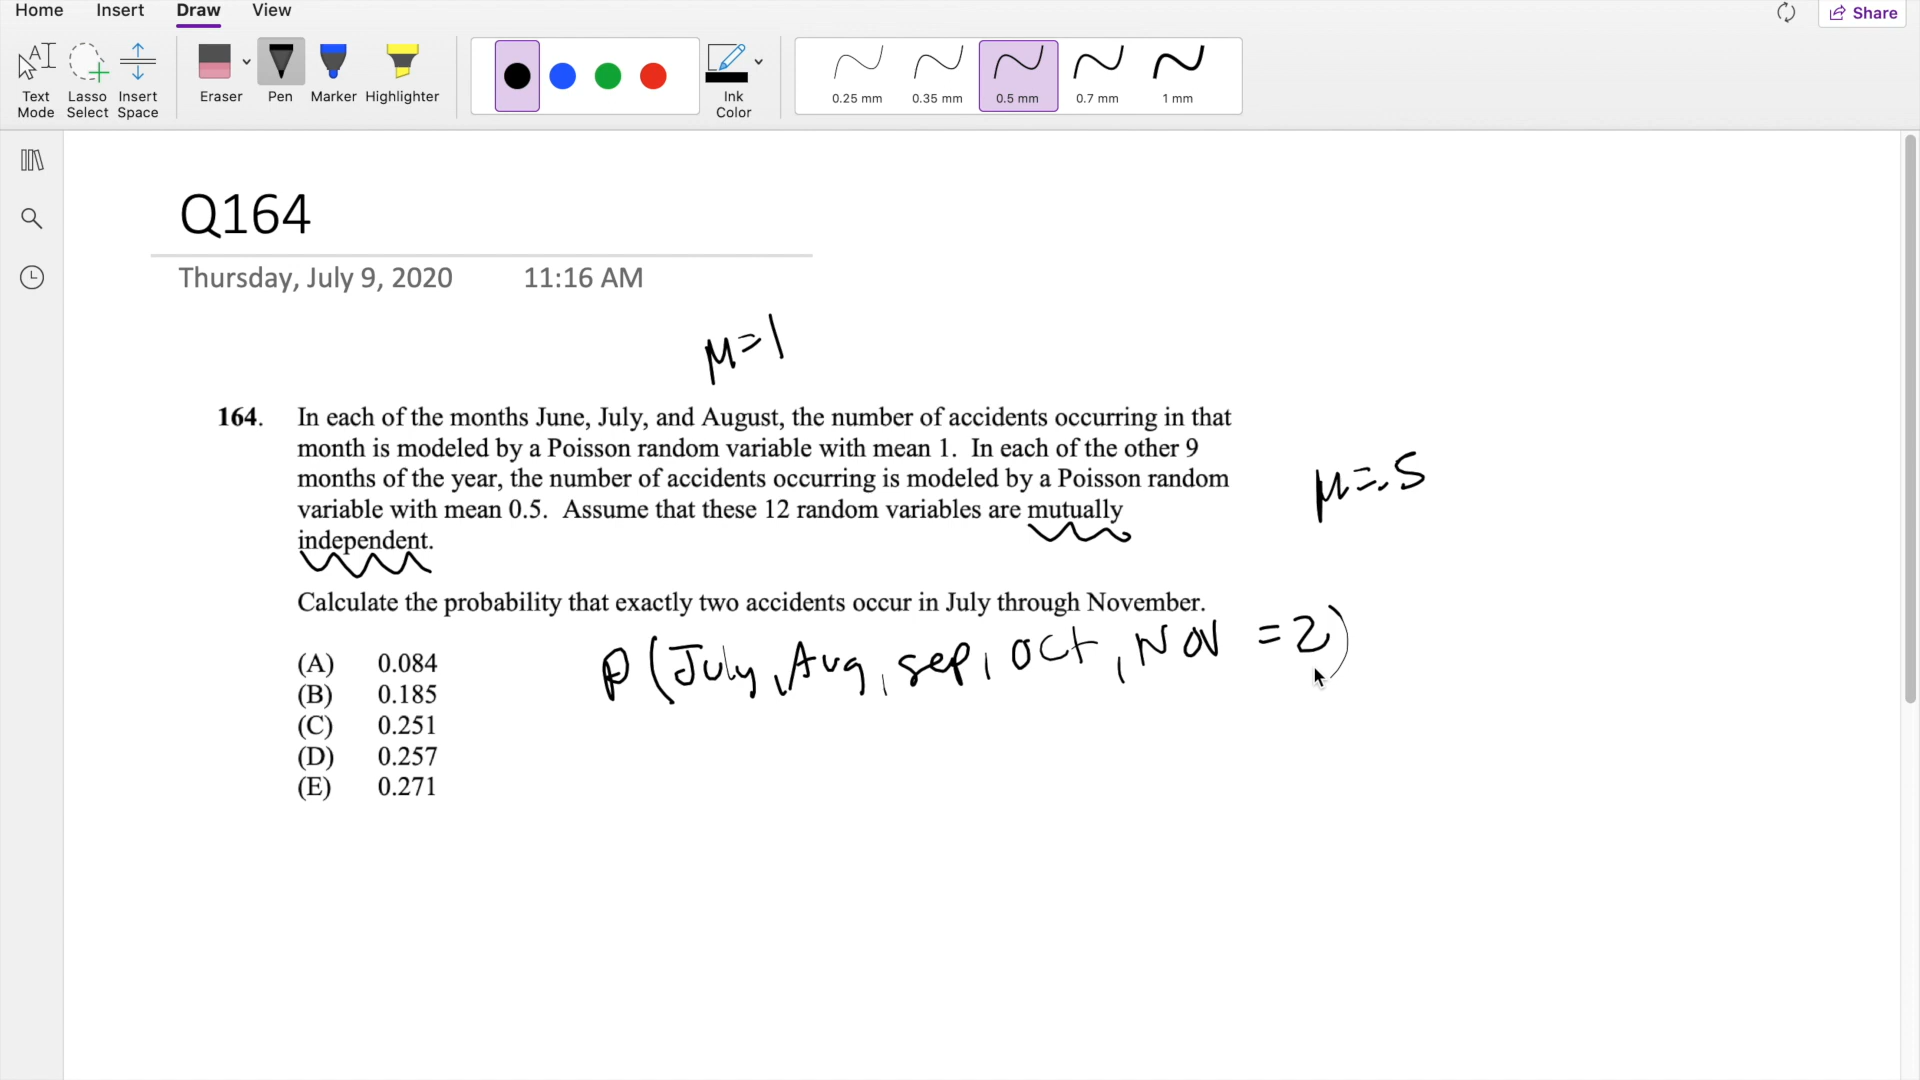 Home Insert Draw View
Share
Text Mode
Lasso Select
Insert Space
Eraser
Pen
Marker
Highlighter
Ink Color
0.25 mm
0.35 mm
0.5 mm
0.7 mm
1 mm
Q164
Thursday, July 9, 2020 11:16 AM
μ=1
164. In each of the months June, July, and August, the number of accidents occurring in that
month is modeled by a Poisson random variable with mean 1. In each of the other 9
months of the year, the number of accidents occurring is modeled by a Poisson random
variable with mean 0.5. Assume that these 12 random variables are mutually
independent.
μ=.5
Calculate the probability that exactly two accidents occur in July through November.
P(July, Aug, sep, Oct, Nov =2)
(A) 0.084
(B) 0.185
(C) 0.251
(D) 0.257
(E) 0.271